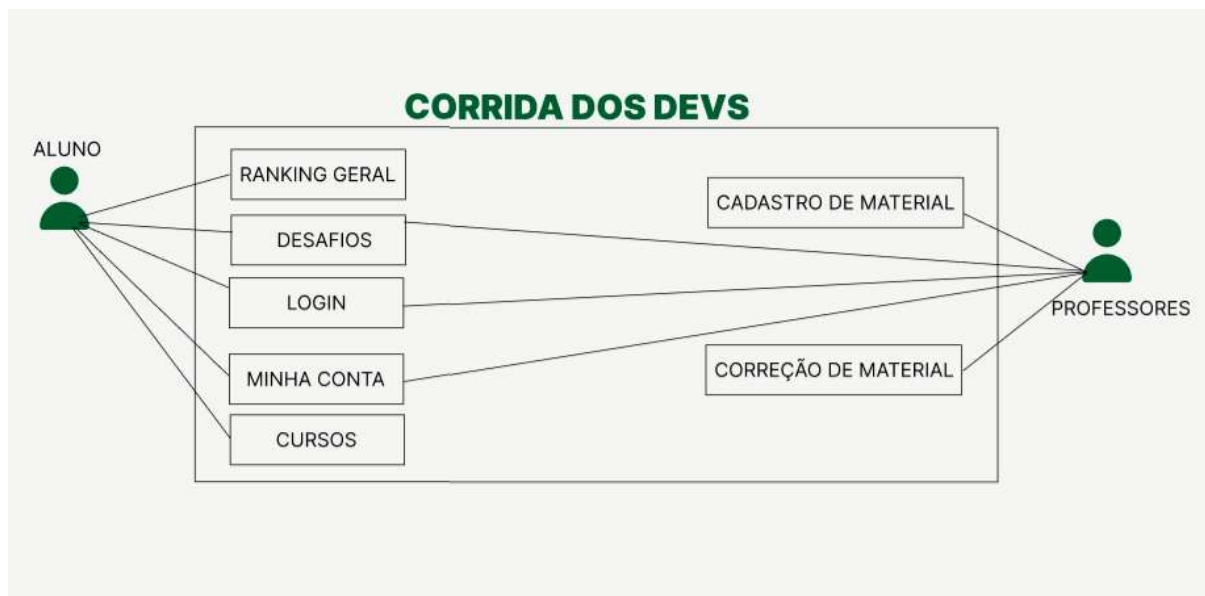 CORRIDA DOS DEVS
ALUNO
RANKING GERAL
DESAFIOS
LOGIN
MINHA CONTA
CURSOS
CADASTRO DE MATERIAL
PROFESSORES
CORREÇÃO DE MATERIAL